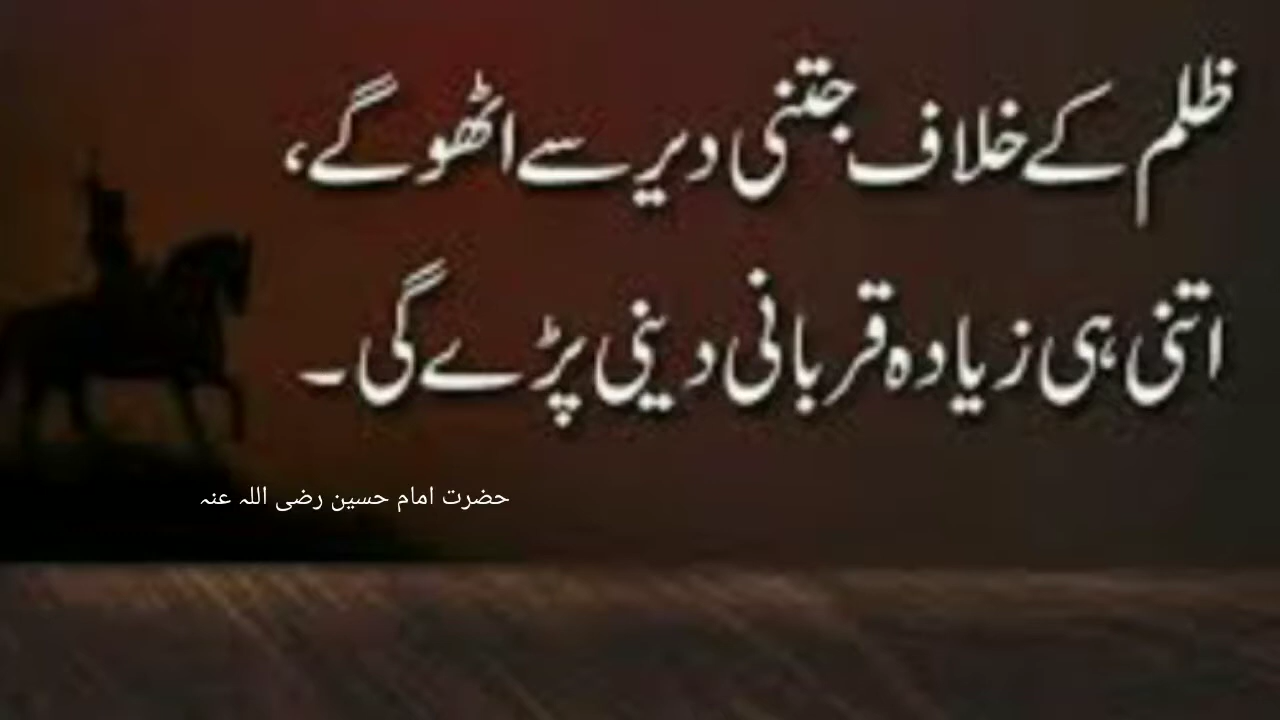 ظلم کے خلاف جتنی دیر سے اٹھو گے،
اتنی ہی زیادہ قربانی دینی پڑے گی۔
حضرت امام حسین رضی اللہ عنہ